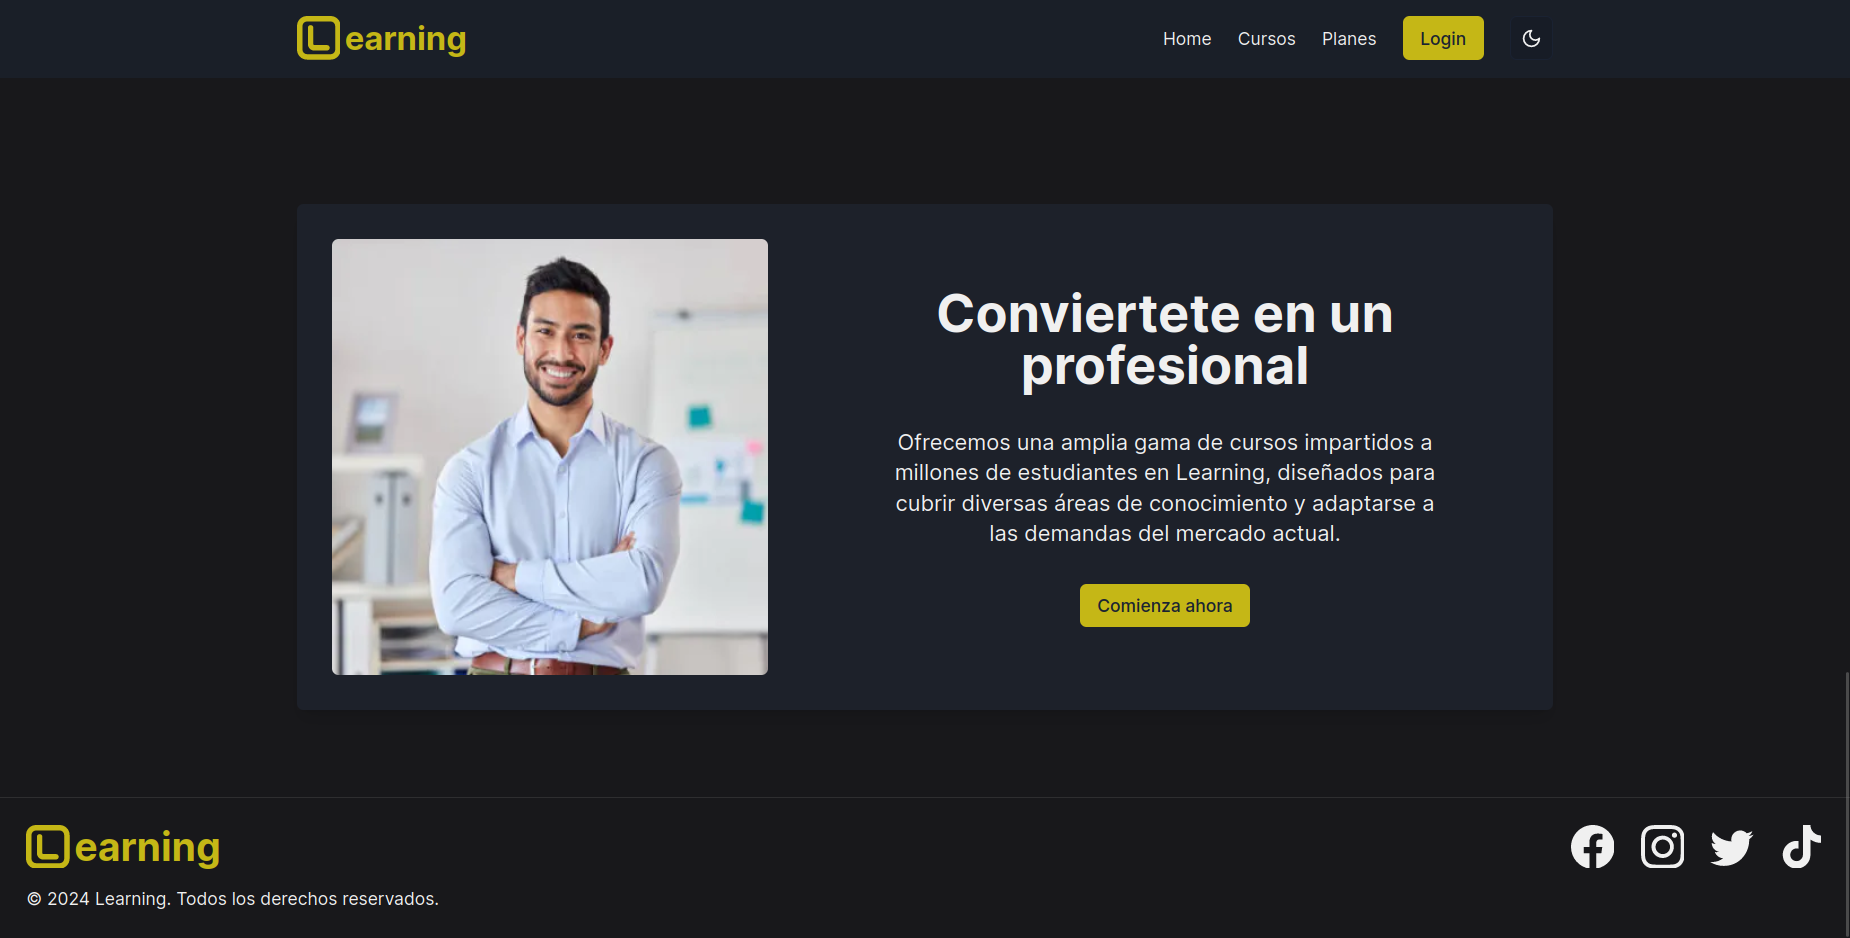 Learning
Home
Cursos
Planes
Login
Conviertete en un
profesional
Ofrecemos una amplia gama de cursos impartidos a
millones de estudiantes en Learning, diseñados para
cubrir diversas áreas de conocimiento y adaptarse a
las demandas del mercado actual.
Comienza ahora
Learning
© 2024 Learning. Todos los derechos reservados.